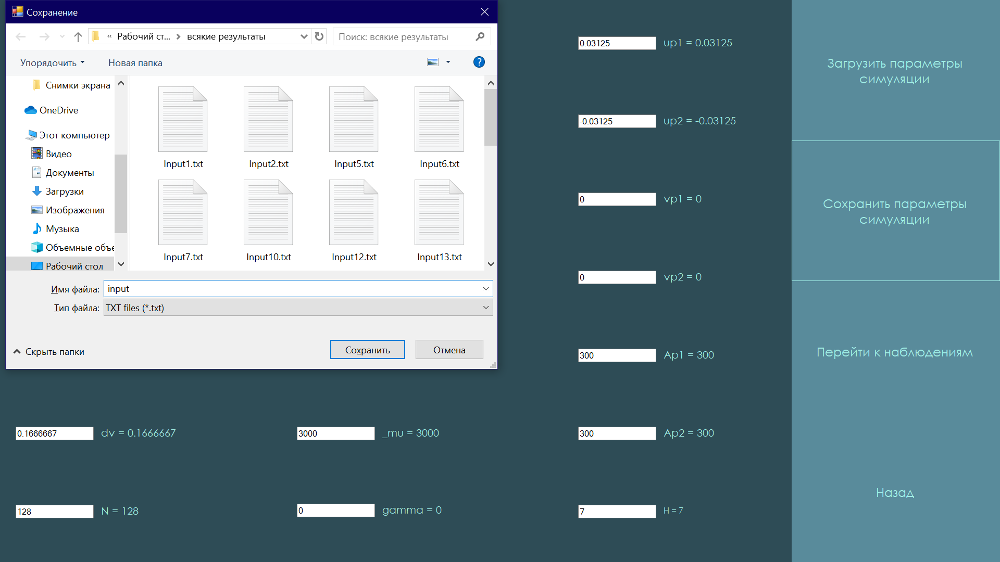 Сохранение
« Рабочий ст... > всякие результаты
Поиск: всякие результаты
Упорядочить
Новая папка
Снимки экрана
OneDrive
Этот компьютер
Видео
Документы
Загрузки
Изображения
Музыка
Объемные объе
Рабочий стол
Input1.txt
Input2.txt
Input5.txt
Input6.txt
Input7.txt
Input10.txt
Input12.txt
Input13.txt
Имя файла: input
Тип файла: TXT files (*.txt)
Скрыть папки
Сохранить
Отмена
0.1666667 dv = 0.1666667
128 N = 128
3000 _mu = 3000
0 gamma = 0
0.03125 up1 = 0.03125
-0.03125 up2 = -0.03125
0 vp1 = 0
0 vp2 = 0
300 Ap1 = 300
300 Ap2 = 300
7 H = 7
Загрузить параметры
симуляции
Сохранить параметры
симуляции
Перейти к наблюдениям
Назад